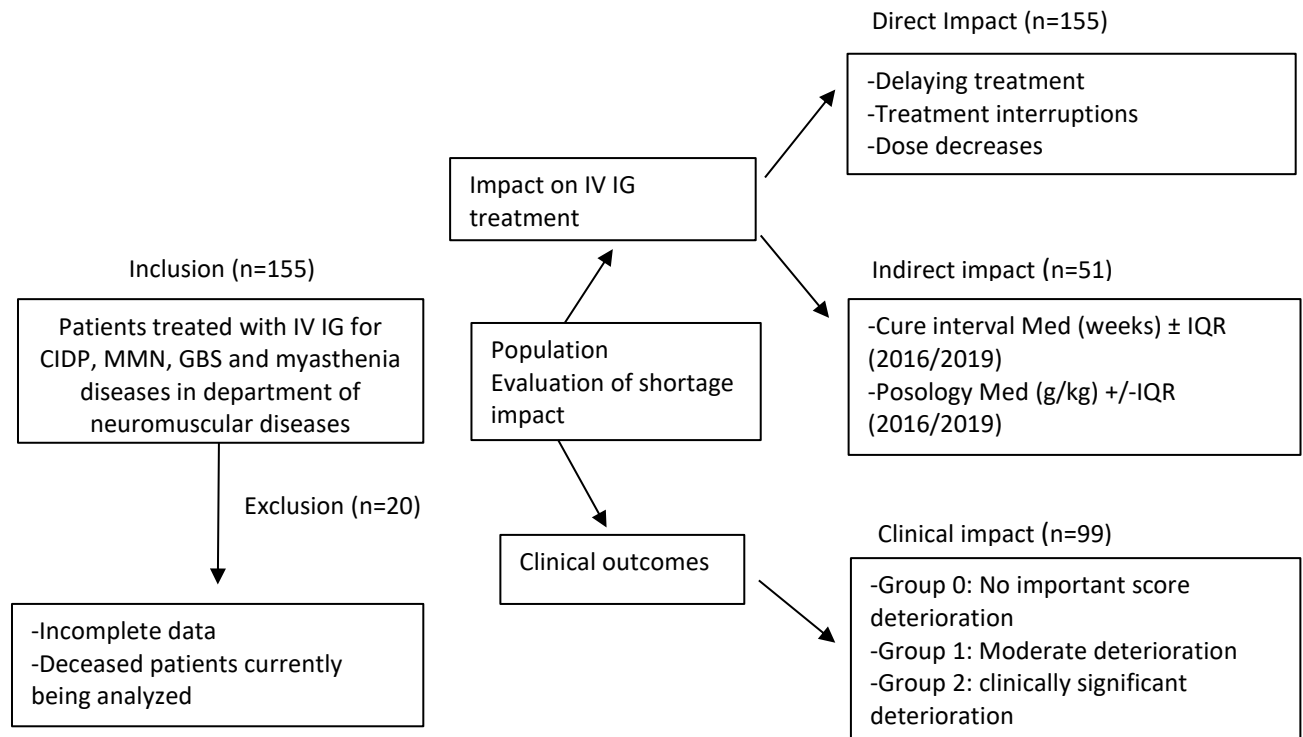 Inclusion (n=155)
Patients treated with IV IG for
CIDP, MMN, GBS and myasthenia
diseases in department of
neuromuscular diseases
Exclusion (n=20)
-Incomplete data
-Deceased patients currently
being analyzed
Population
Evaluation of shortage
impact
Impact on IV IG
treatment
Direct Impact (n=155)
-Delaying treatment
-Treatment interruptions
-Dose decreases
Indirect impact (n=51)
-Cure interval Med (weeks) ± IQR
(2016/2019)
-Posology Med (g/kg) +/-IQR
(2016/2019)
Clinical outcomes
Clinical impact (n=99)
-Group 0: No important score
deterioration
-Group 1: Moderate deterioration
-Group 2: clinically significant
deterioration